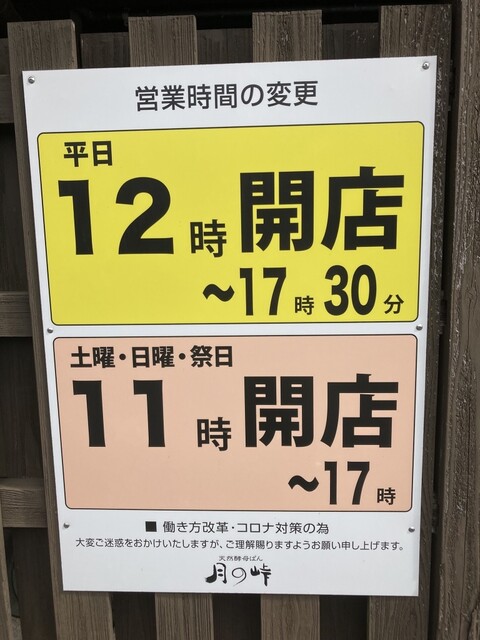 営業時間の変更
平日
12時開店
～17時30分
土曜・日曜・祭日
11時開店
～17時
■ 働き方改革・コロナ対策の為
大変ご迷惑をおかけいたしますが、ご理解賜りますようお願い申し上げます。
天然酵母ぱん
月の峠